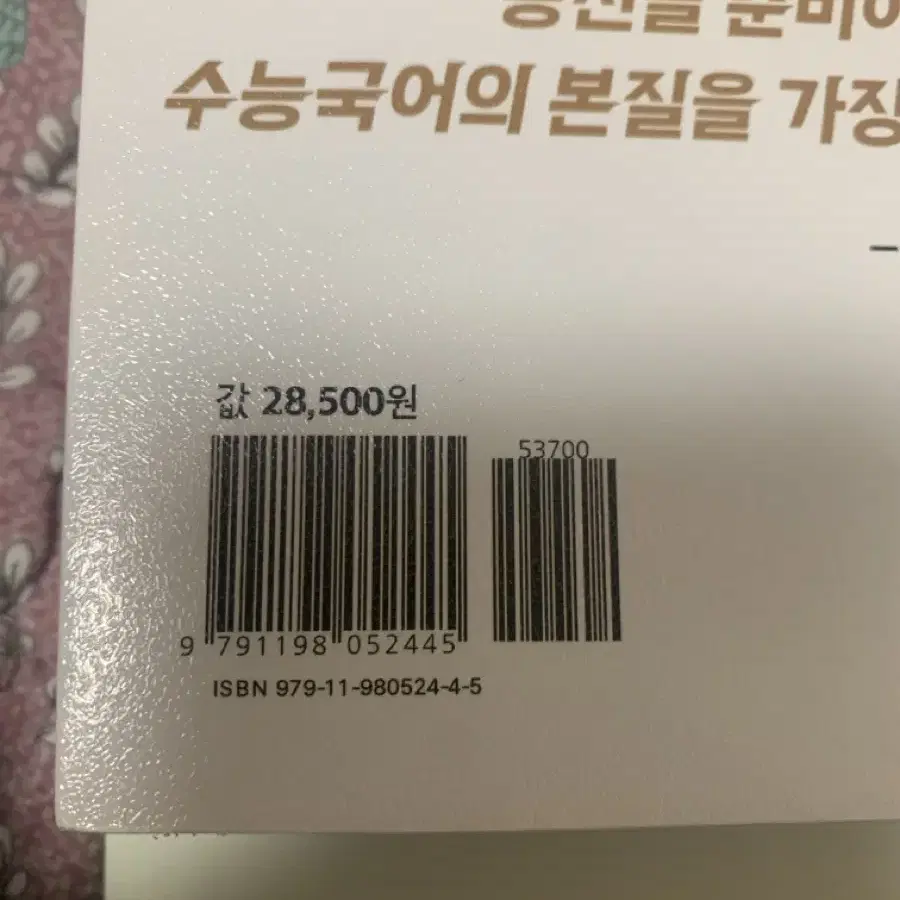 수능국어의 본질을 가장
값 28,500원
53700
9 791198 052445
ISBN 979-11-980524-4-5